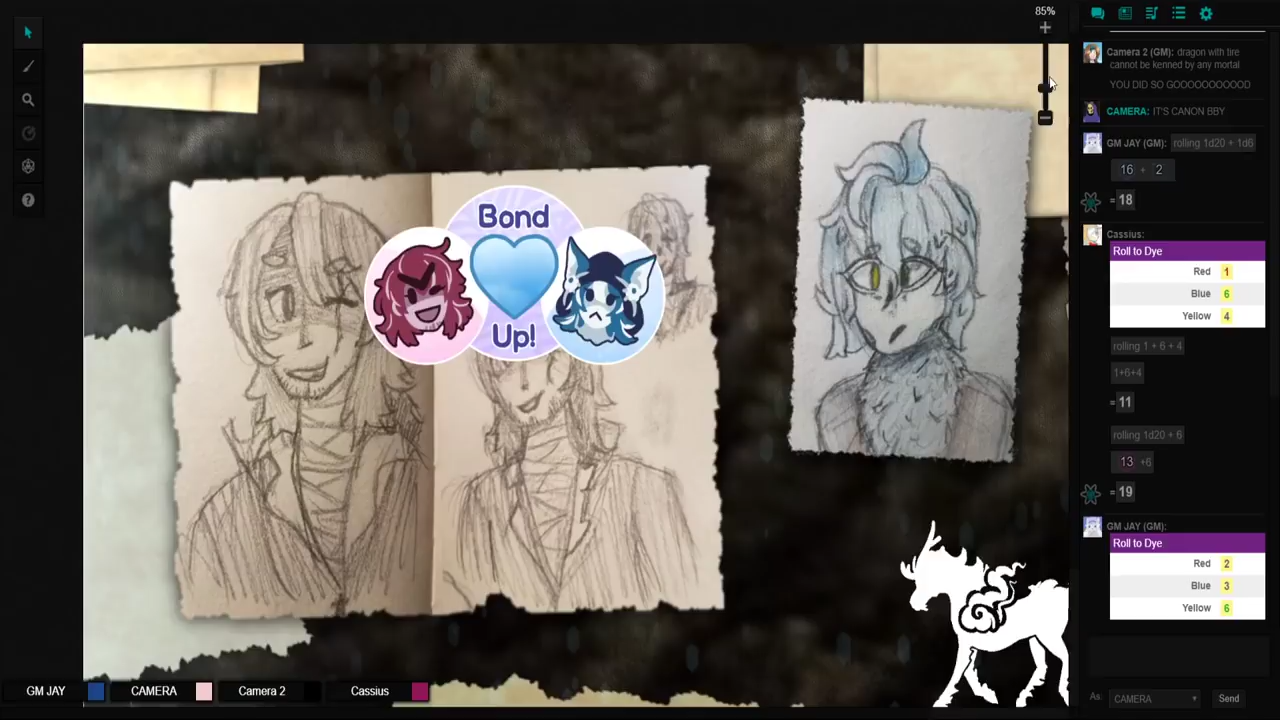 85%
Camera 2 (GM): dragon with tire
cannot be kenned by any mortal
YOU DID SO GOOOOOOOOOOD
CAMERA: IT'S CANON BBY
GM JAY (GM): rolling 1d20 + 1d6
16 + 2
= 18
Cassius:
Roll to Dye
Red 1
Blue 6
Yellow 4
rolling 1 + 6 + 4
1+6+4
= 11
rolling 1d20 + 6
13 +6
= 19
GM JAY (GM):
Roll to Dye
Red 2
Blue 3
Yellow 6
Bond
Up!
GM JAY
CAMERA
Camera 2
Cassius
As: CAMERA
Send